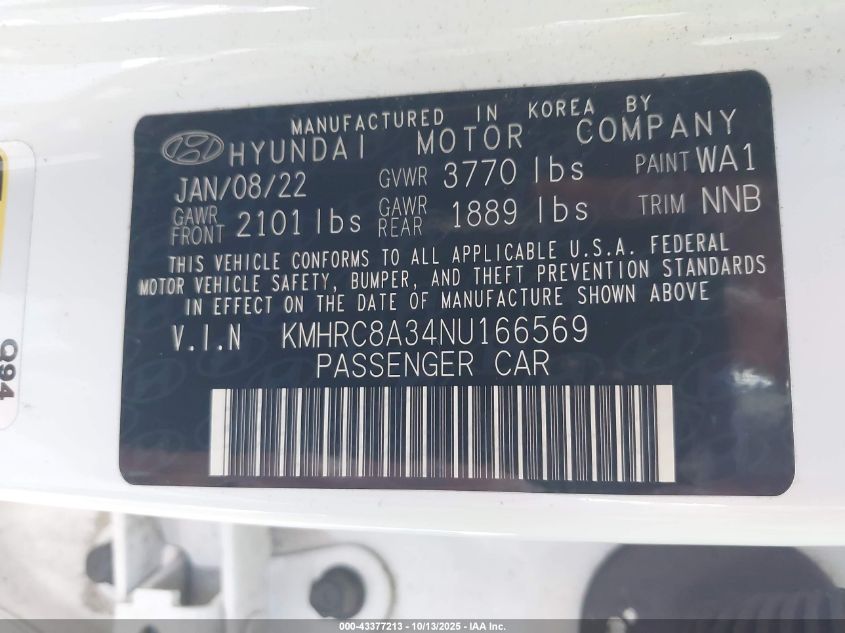 MANUFACTURED IN KOREA BY
HYUNDAI MOTOR COMPANY
JAN/08/22 GVWR 3770 lbs PAINT WA1
GAWR FRONT 2101 lbs GAWR REAR 1889 lbs TRIM NNB
THIS VEHICLE CONFORMS TO ALL APPLICABLE U.S.A. FEDERAL
MOTOR VEHICLE SAFETY, BUMPER, AND THEFT PREVENTION STANDARDS
IN EFFECT ON THE DATE OF MANUFACTURE SHOWN ABOVE
V.I.N KMHRC8A34NU166569
PASSENGER CAR
Q94
000-43377213 - 10/13/2025 - IAA Inc.